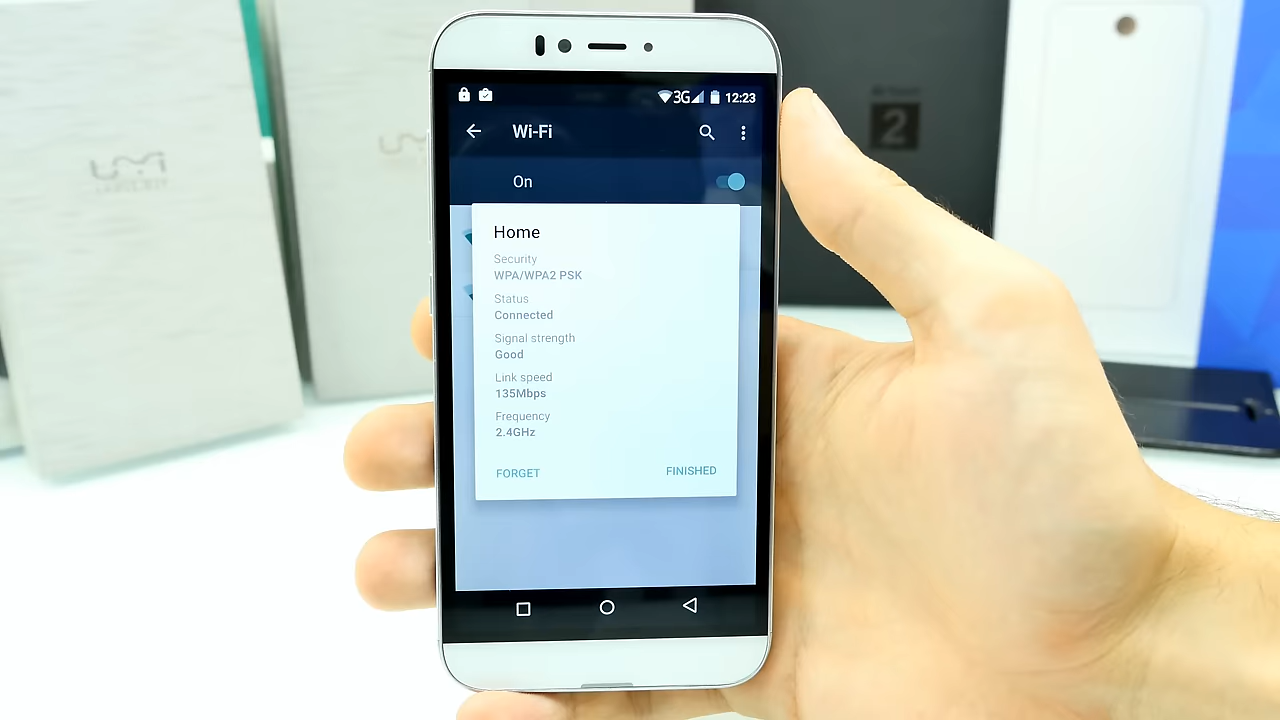 UMi
2
3G
12:23
Wi-Fi
On
Home
Security
WPA/WPA2 PSK
Status
Connected
Signal strength
Good
Link speed
135Mbps
Frequency
2.4GHz
FORGET
FINISHED